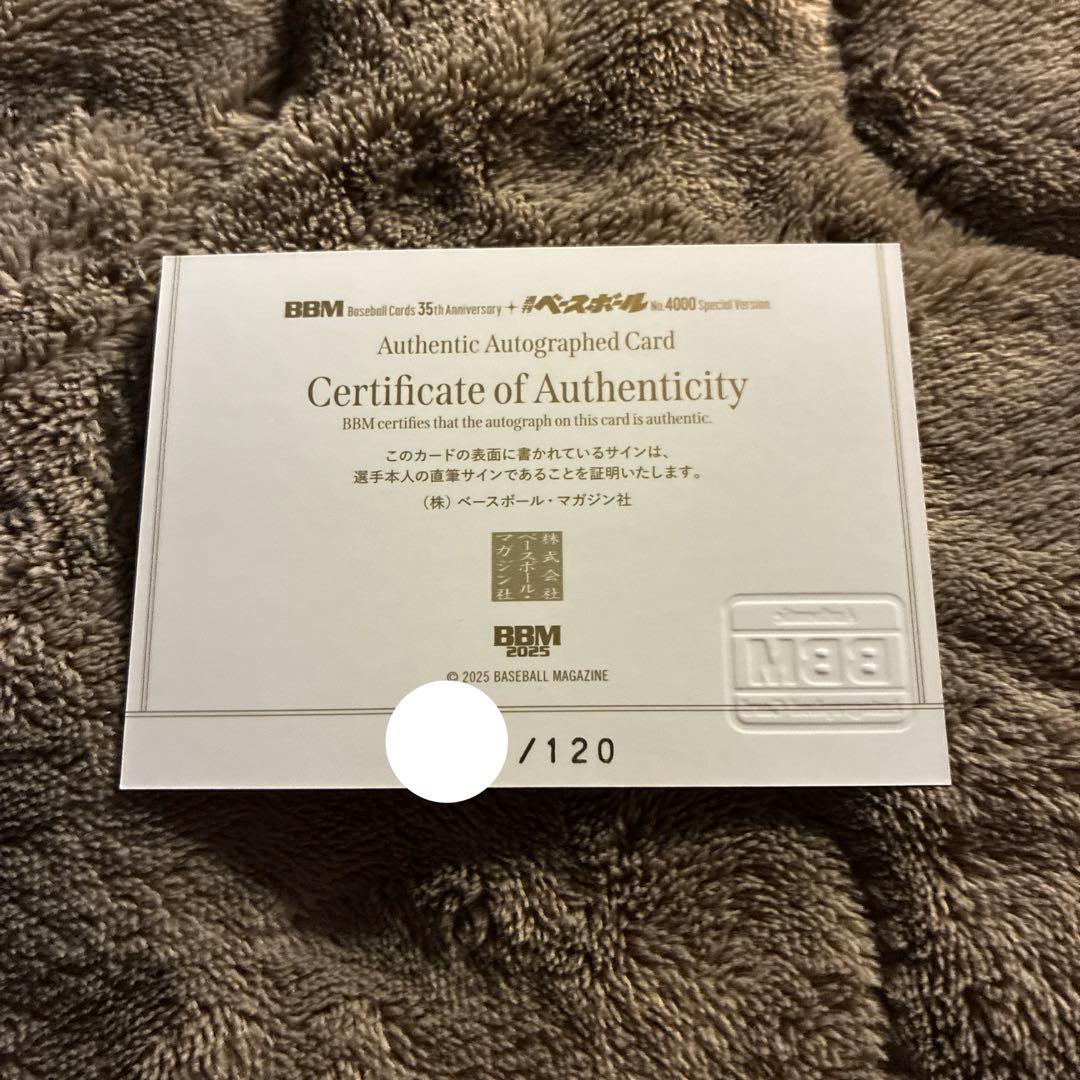 BBM Baseball Cards 35th Anniversary + 週刊ベースボール No.4000 Special Version
Authentic Autographed Card
Certificate of Authenticity
BBM certifies that the autograph on this card is authentic.
このカードの表面に書かれているサインは、
選手本人の直筆サインであることを証明いたします。
(株)ベースボール・マガジン社
株式会社
ベースボール・
マガジン社
BBM
2025
© 2025 BASEBALL MAGAZINE
Authentic
BBM
Autographed Card
/120